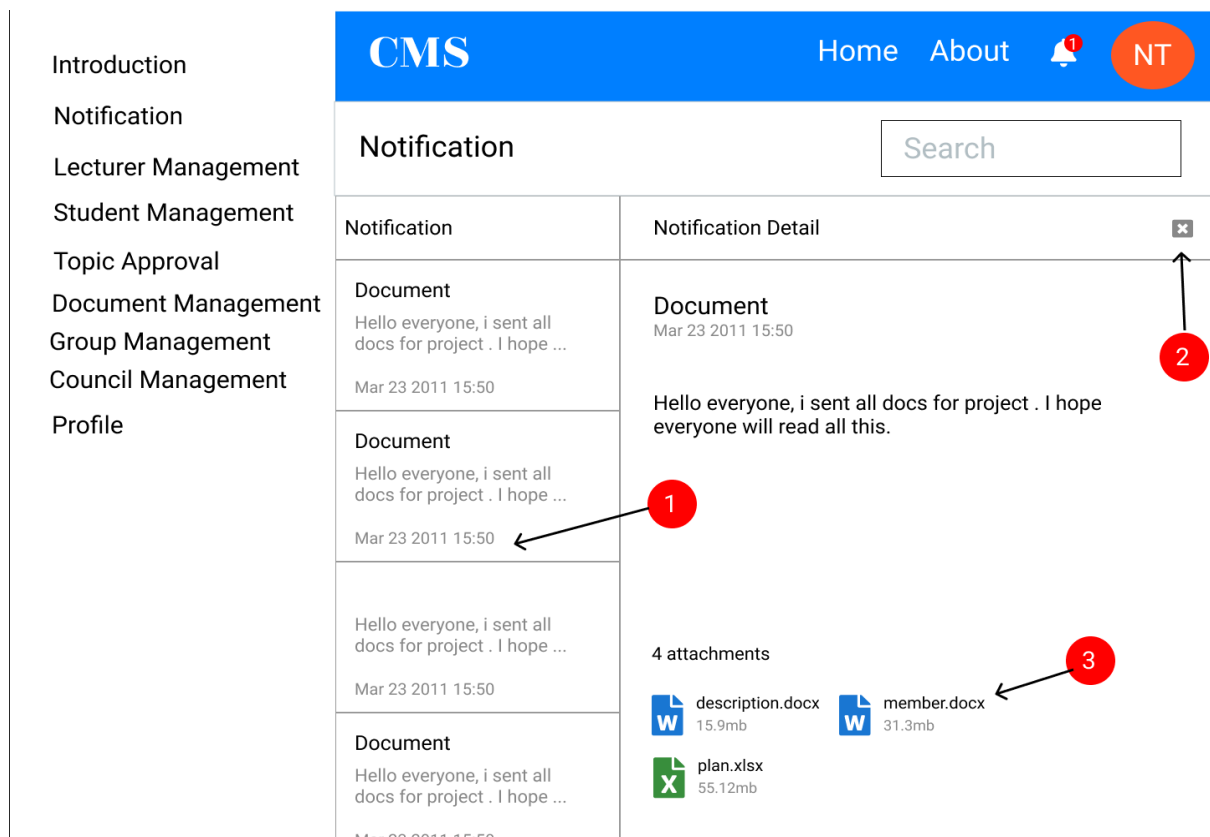 Introduction
Notification
Lecturer Management
Student Management
Topic Approval
Document Management
Group Management
Council Management
Profile
CMS
Home About 1 NT
Notification
Search
Notification
Document
Hello everyone, i sent all
docs for project . I hope ...
Mar 23 2011 15:50
Document
Hello everyone, i sent all
docs for project . I hope ...
Mar 23 2011 15:50
Hello everyone, i sent all
docs for project . I hope ...
Mar 23 2011 15:50
Document
Hello everyone, i sent all
docs for project . I hope ...
Notification Detail
2
Document
Mar 23 2011 15:50
Hello everyone, i sent all docs for project . I hope
everyone will read all this.
1
4 attachments
3
description.docx
15.9mb
member.docx
31.3mb
plan.xlsx
55.12mb